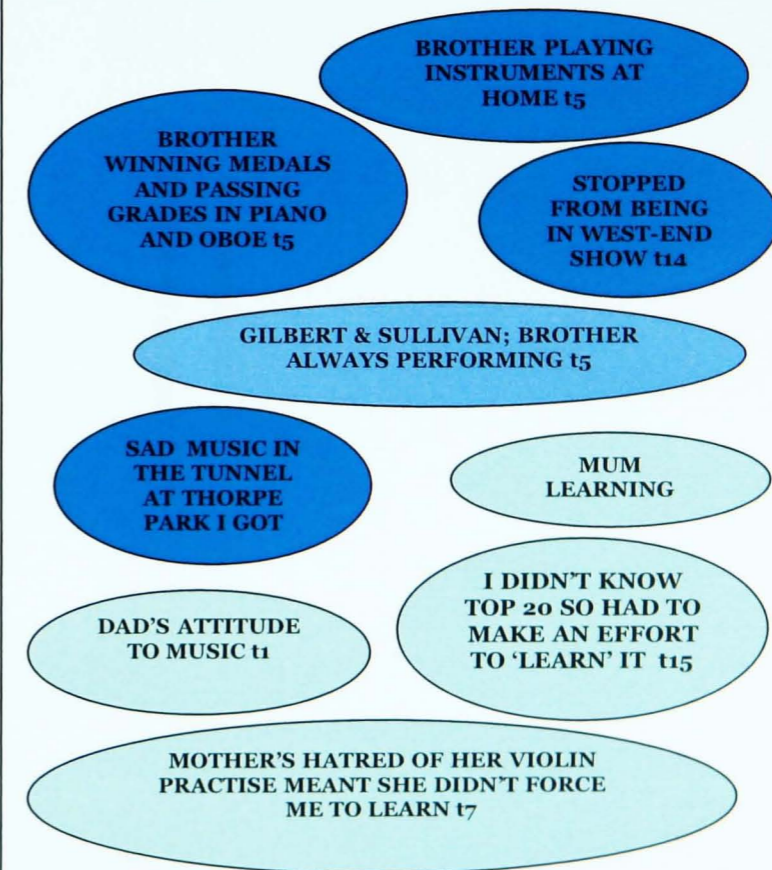 BROTHER PLAYING
INSTRUMENTS AT
HOME t5
BROTHER
WINNING MEDALS
AND PASSING
GRADES IN PIANO
AND OBOE t5
STOPPED
FROM BEING
IN WEST-END
SHOW t14
GILBERT & SULLIVAN; BROTHER
ALWAYS PERFORMING t5
SAD MUSIC IN
THE TUNNEL
AT THORPE
PARK I GOT
MUM
LEARNING
I DIDN'T KNOW
TOP 20 SO HAD TO
MAKE AN EFFORT
TO 'LEARN' IT t15
DAD'S ATTITUDE
TO MUSIC t1
MOTHER'S HATRED OF HER VIOLIN
PRACTISE MEANT SHE DIDN'T FORCE
ME TO LEARN t7